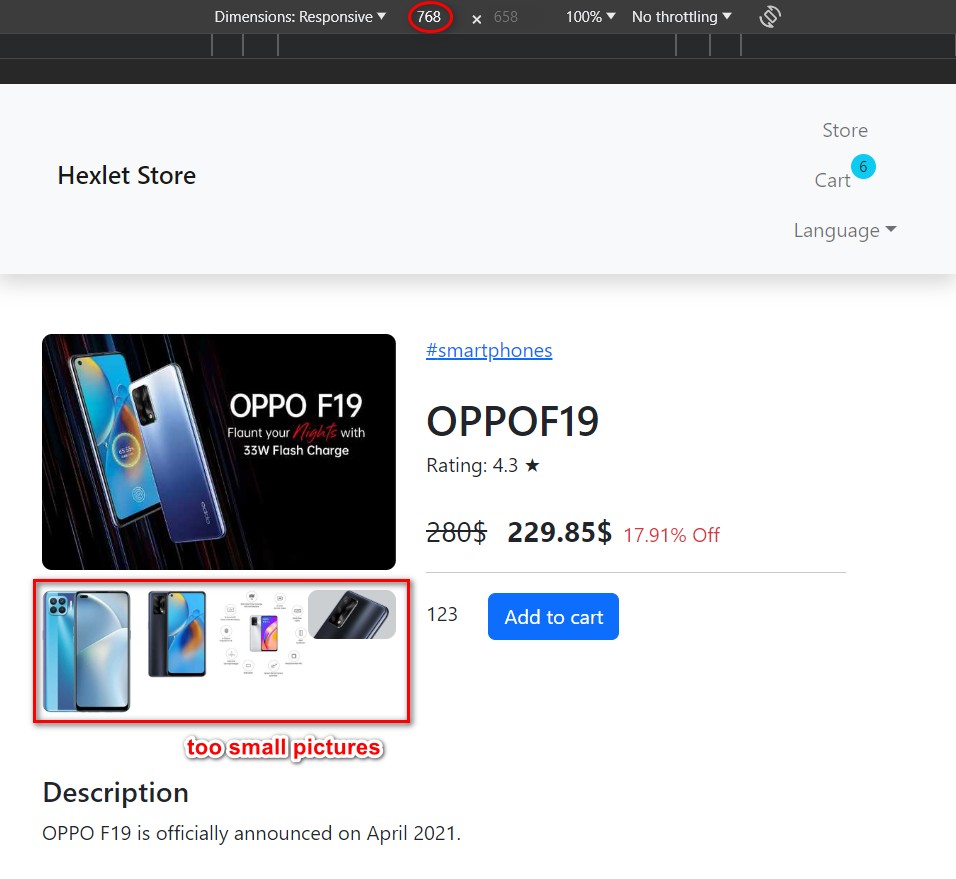 Dimensions: Responsive ▼ 768 × 658 100% ▼ No throttling ▼
Store
Hexlet Store
Cart 6
Language
OPPO F19
Flaunt your Nights with
33W Flash Charge
#smartphones
OPPOF19
Rating: 4.3 ★
280$ 229.85$ 17.91% Off
123 Add to cart
too small pictures
Description
OPPO F19 is officially announced on April 2021.